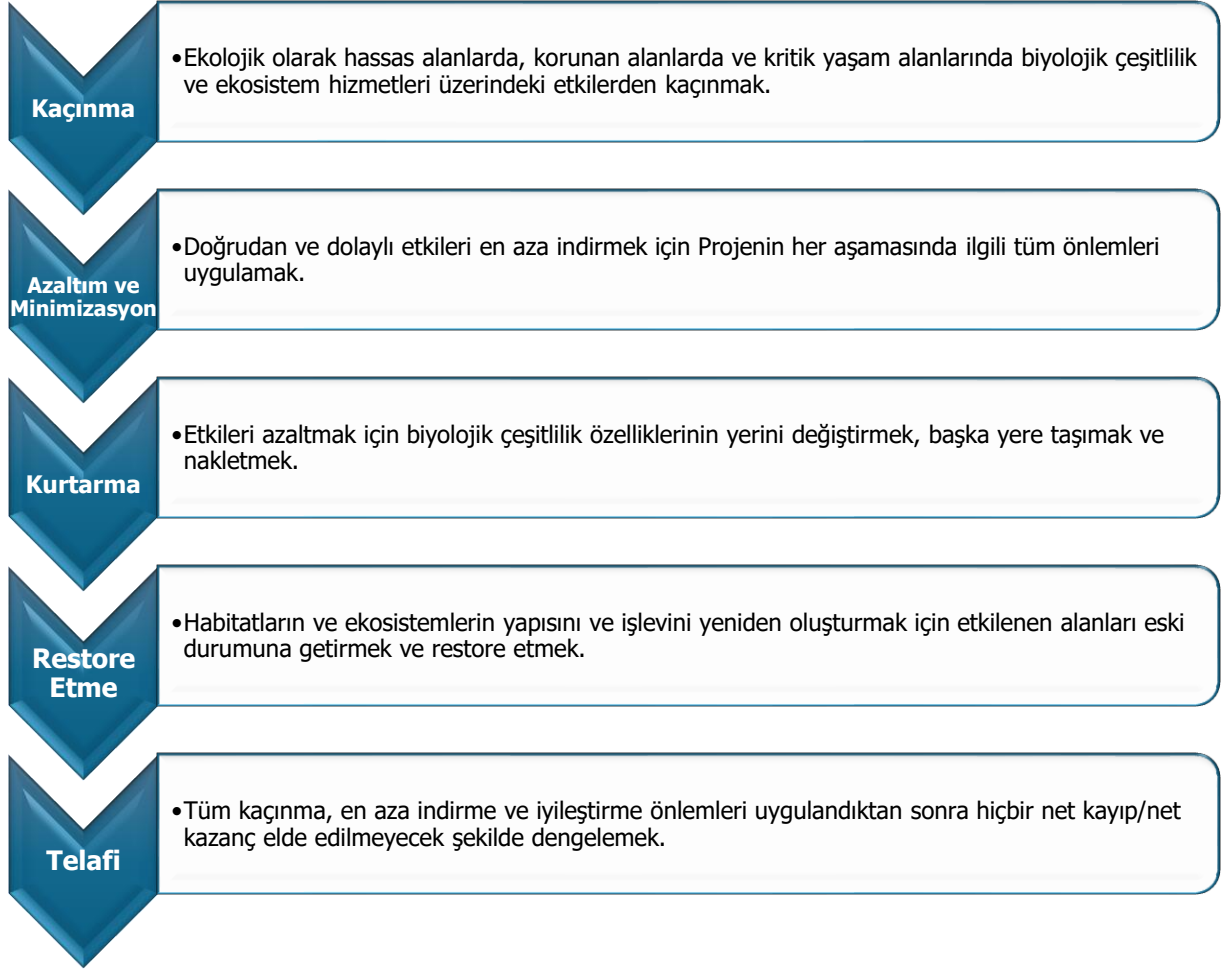 Kaçınma
•Ekolojik olarak hassas alanlarda, korunan alanlarda ve kritik yaşam alanlarında biyolojik çeşitlilik
ve ekosistem hizmetleri üzerindeki etkilerden kaçınmak.
Azaltım ve
Minimizasyon
•Doğrudan ve dolaylı etkileri en aza indirmek için Projenin her aşamasında ilgili tüm önlemleri
uygulamak.
Kurtarma
•Etkileri azaltmak için biyolojik çeşitlilik özelliklerinin yerini değiştirmek, başka yere taşımak ve
nakletmek.
Restore
Etme
•Habitatların ve ekosistemlerin yapısını ve işlevini yeniden oluşturmak için etkilenen alanları eski
durumuna getirmek ve restore etmek.
Telafi
•Tüm kaçınma, en aza indirme ve iyileştirme önlemleri uygulandıktan sonra hiçbir net kayıp/net
kazanç elde edilmeyecek şekilde dengelemek.